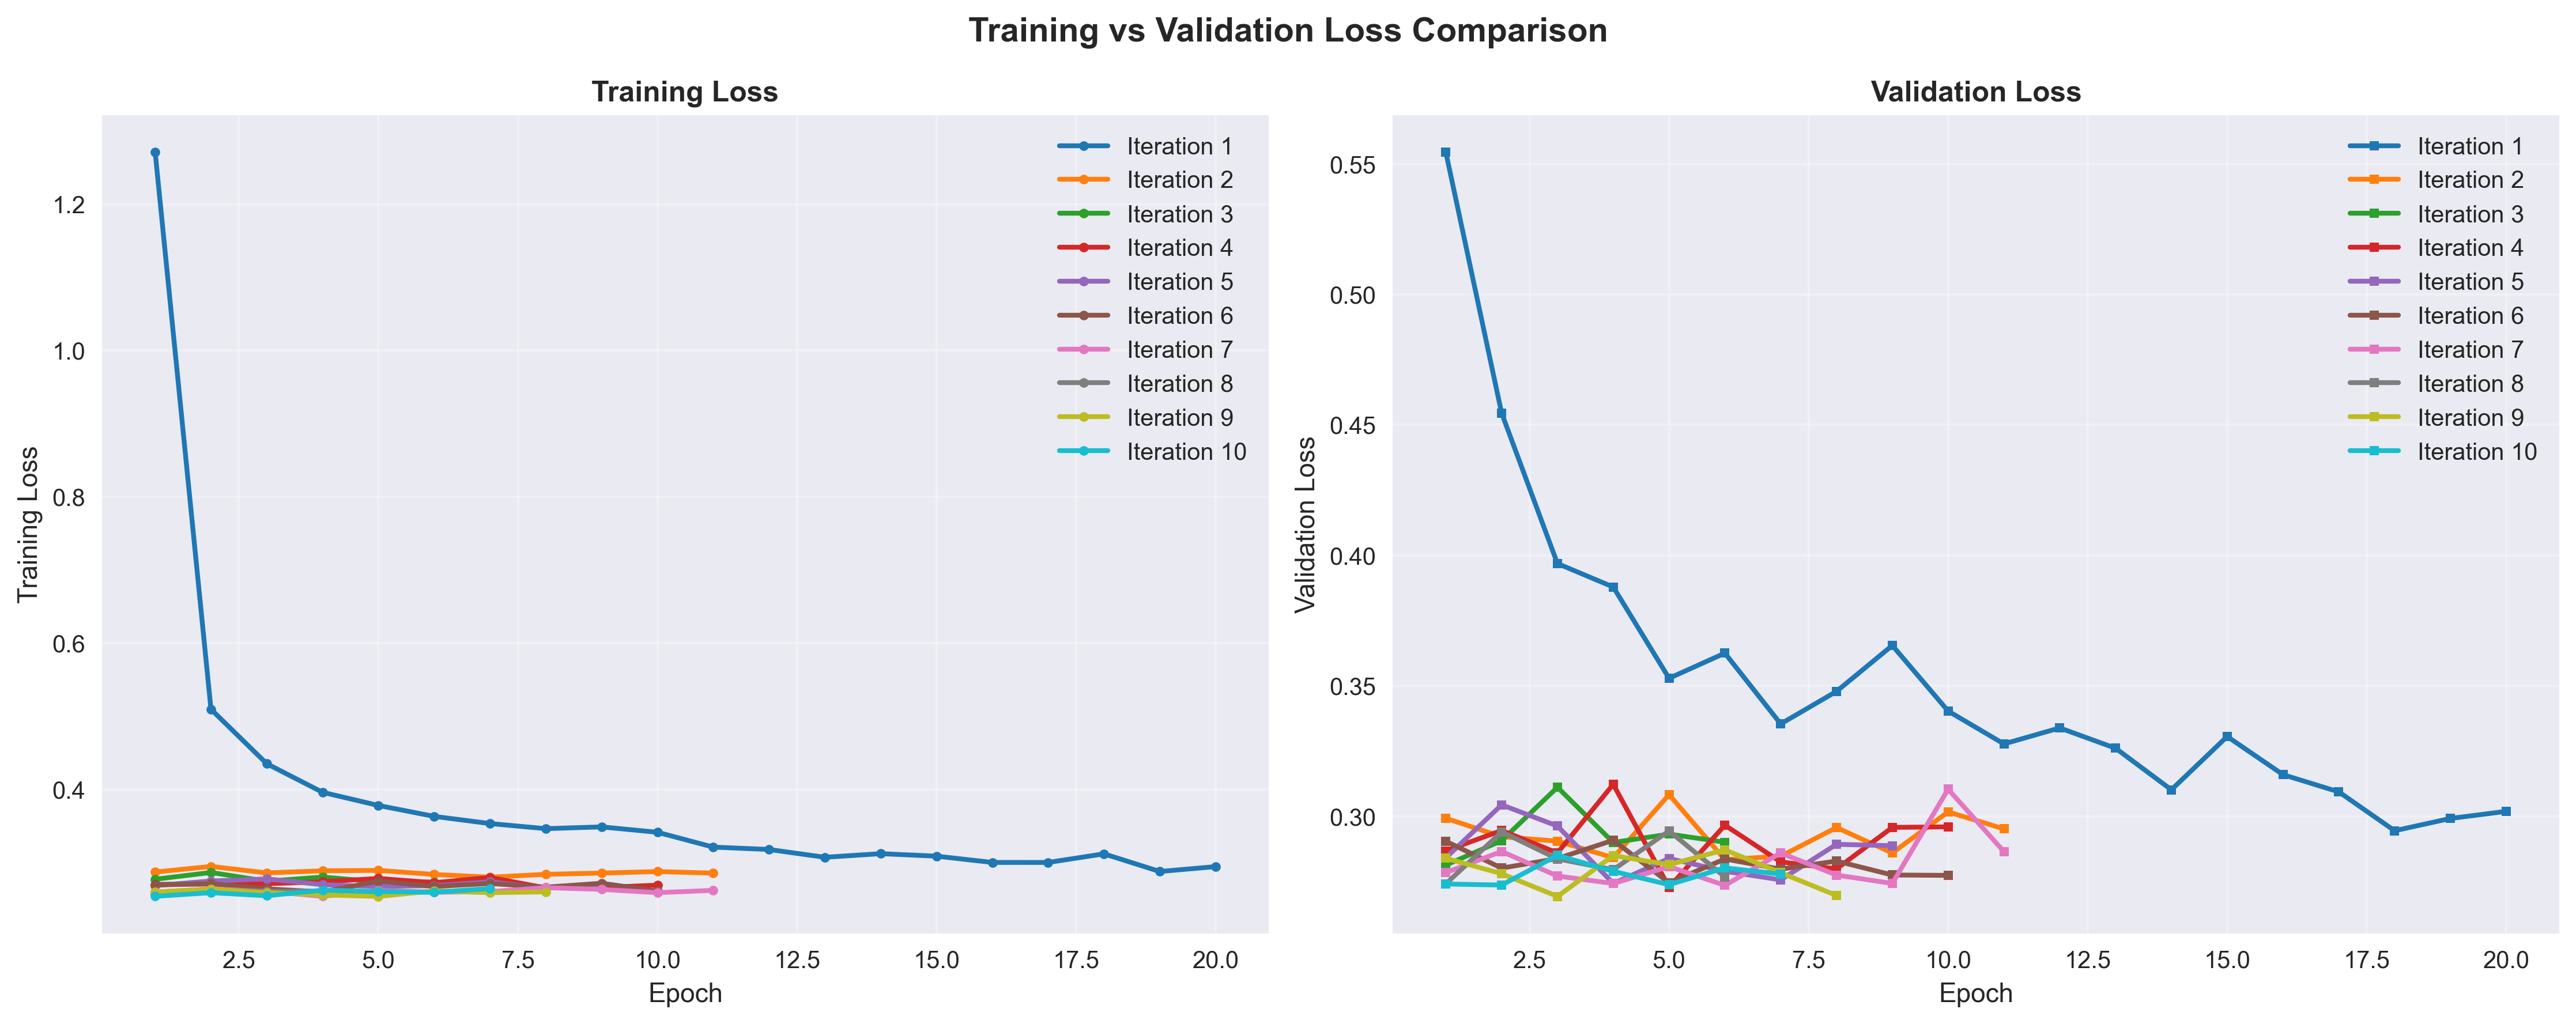 Training vs Validation Loss Comparison
Training Loss
Training Loss
1.2
1.0
0.8
0.6
0.4
2.5 5.0 7.5 10.0 12.5 15.0 17.5 20.0
Epoch
Iteration 1
Iteration 2
Iteration 3
Iteration 4
Iteration 5
Iteration 6
Iteration 7
Iteration 8
Iteration 9
Iteration 10
Validation Loss
Validation Loss
0.55
0.50
0.45
0.40
0.35
0.30
2.5 5.0 7.5 10.0 12.5 15.0 17.5 20.0
Epoch
Iteration 1
Iteration 2
Iteration 3
Iteration 4
Iteration 5
Iteration 6
Iteration 7
Iteration 8
Iteration 9
Iteration 10